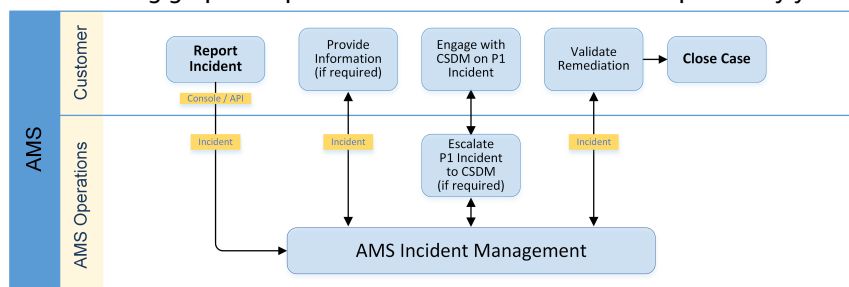 AMS
Customer
Report
Incident
Provide
Information
(if required)
Engage with
CSDM on P1
Incident
Validate
Remediation
Close Case
Console / API
AMS Operations
Incident
Incident
Escalate
P1 Incident
to CSDM
(if required)
Incident
AMS Incident Management